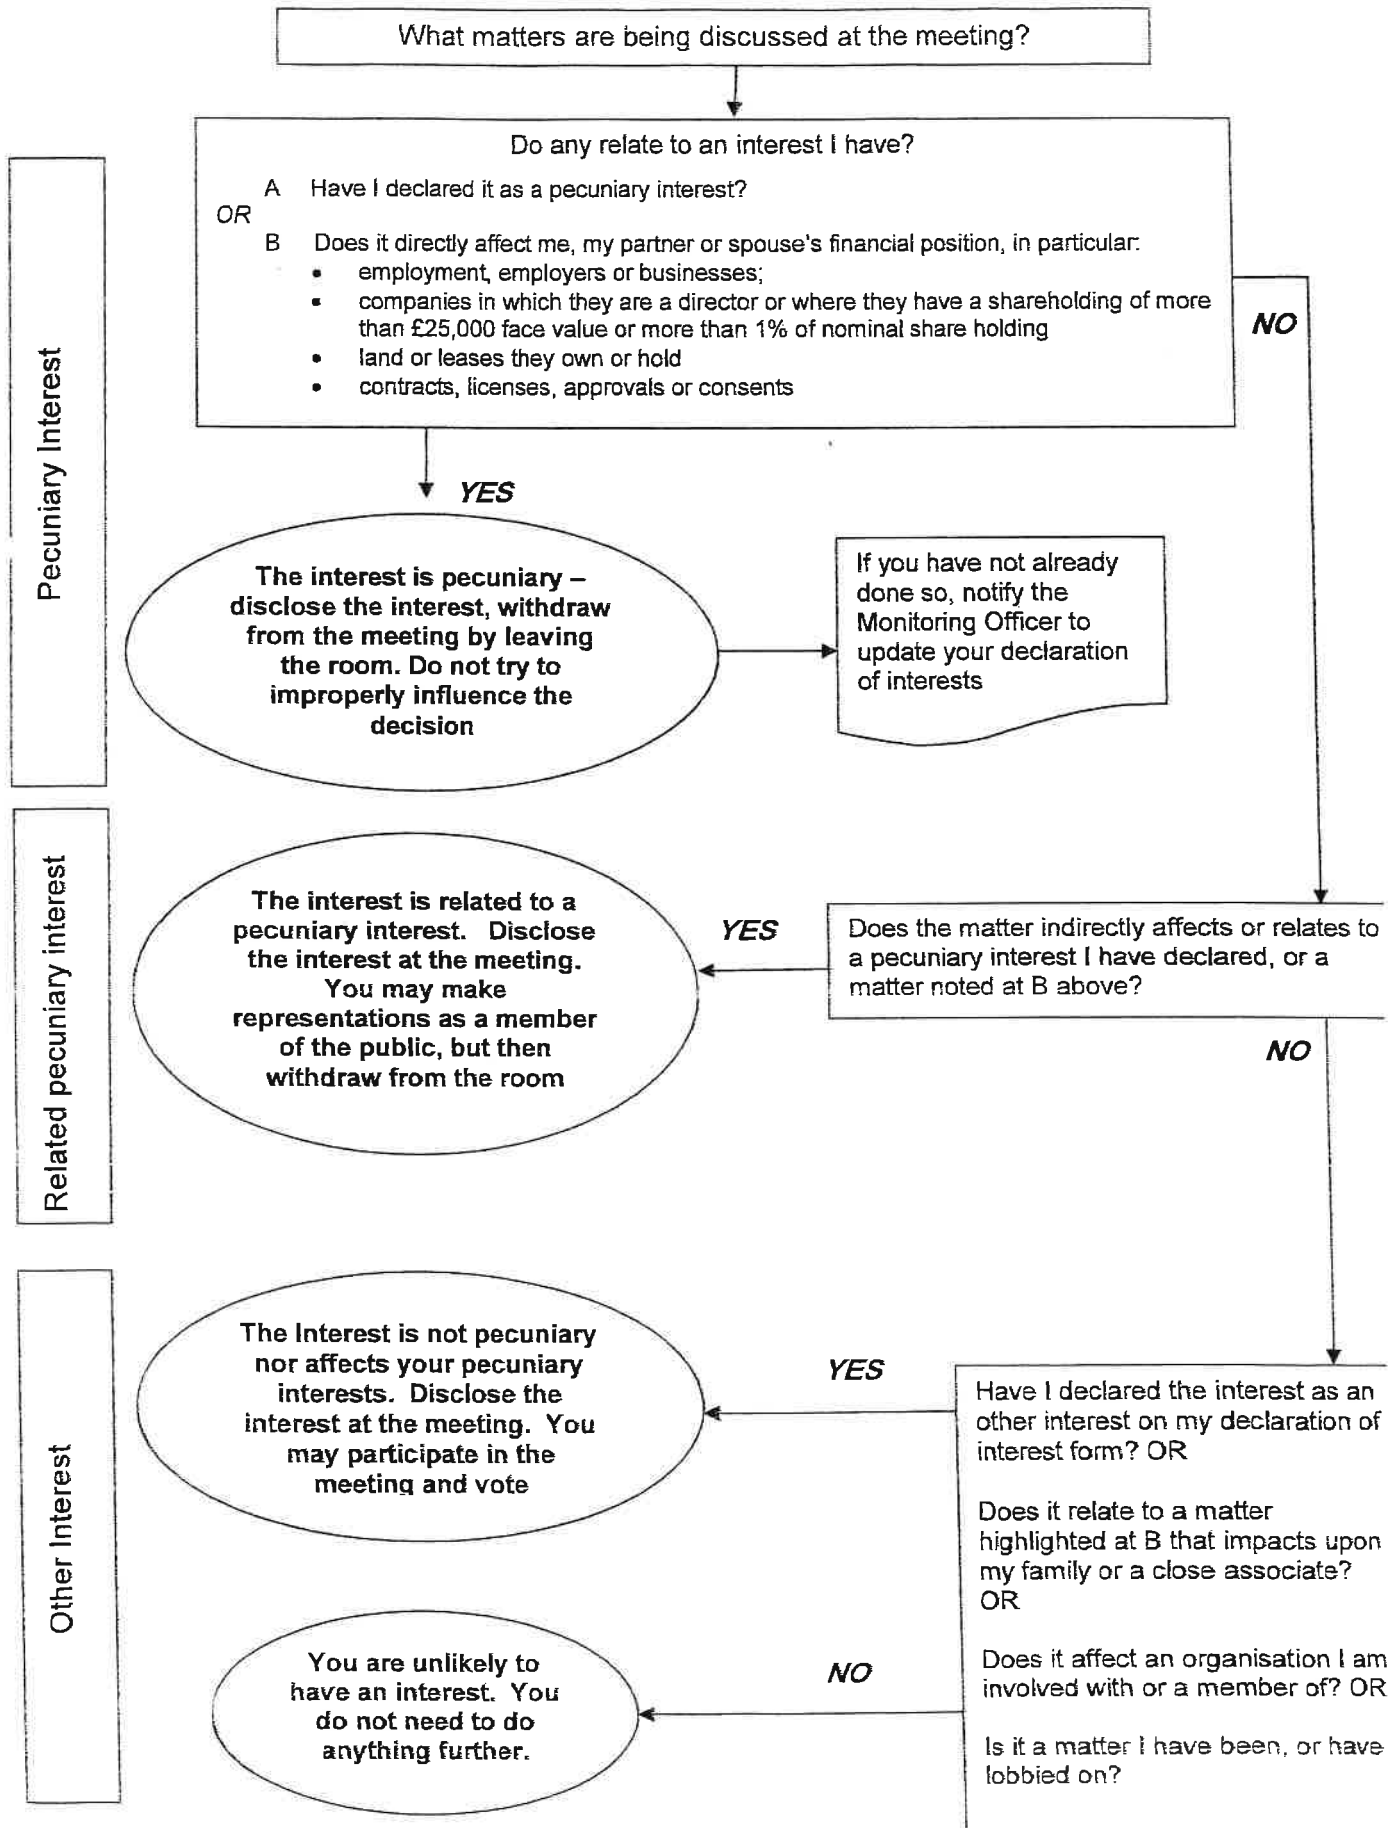 What matters are being discussed at the meeting?
Do any relate to an interest I have?
A Have I declared it as a pecuniary interest?
OR
B Does it directly affect me, my partner or spouse's financial position, in particular:
• employment, employers or businesses;
• companies in which they are a director or where they have a shareholding of more
than £25,000 face value or more than 1% of nominal share holding
• land or leases they own or hold
• contracts, licenses, approvals or consents
NO
Pecuniary Interest
YES
The interest is pecuniary –
disclose the interest, withdraw
from the meeting by leaving
the room. Do not try to
improperly influence the
decision
If you have not already
done so, notify the
Monitoring Officer to
update your declaration
of interests
Related pecuniary interest
The interest is related to a
pecuniary interest. Disclose
the interest at the meeting.
You may make
representations as a member
of the public, but then
withdraw from the room
YES
Does the matter indirectly affects or relates to
a pecuniary interest I have declared, or a
matter noted at B above?
NO
Other Interest
The Interest is not pecuniary
nor affects your pecuniary
interests. Disclose the
interest at the meeting. You
may participate in the
meeting and vote
YES
Have I declared the interest as an
other interest on my declaration of
interest form? OR
Does it relate to a matter
highlighted at B that impacts upon
my family or a close associate?
OR
Does it affect an organisation I am
involved with or a member of? OR
Is it a matter I have been, or have
lobbied on?
NO
You are unlikely to
have an interest. You
do not need to do
anything further.